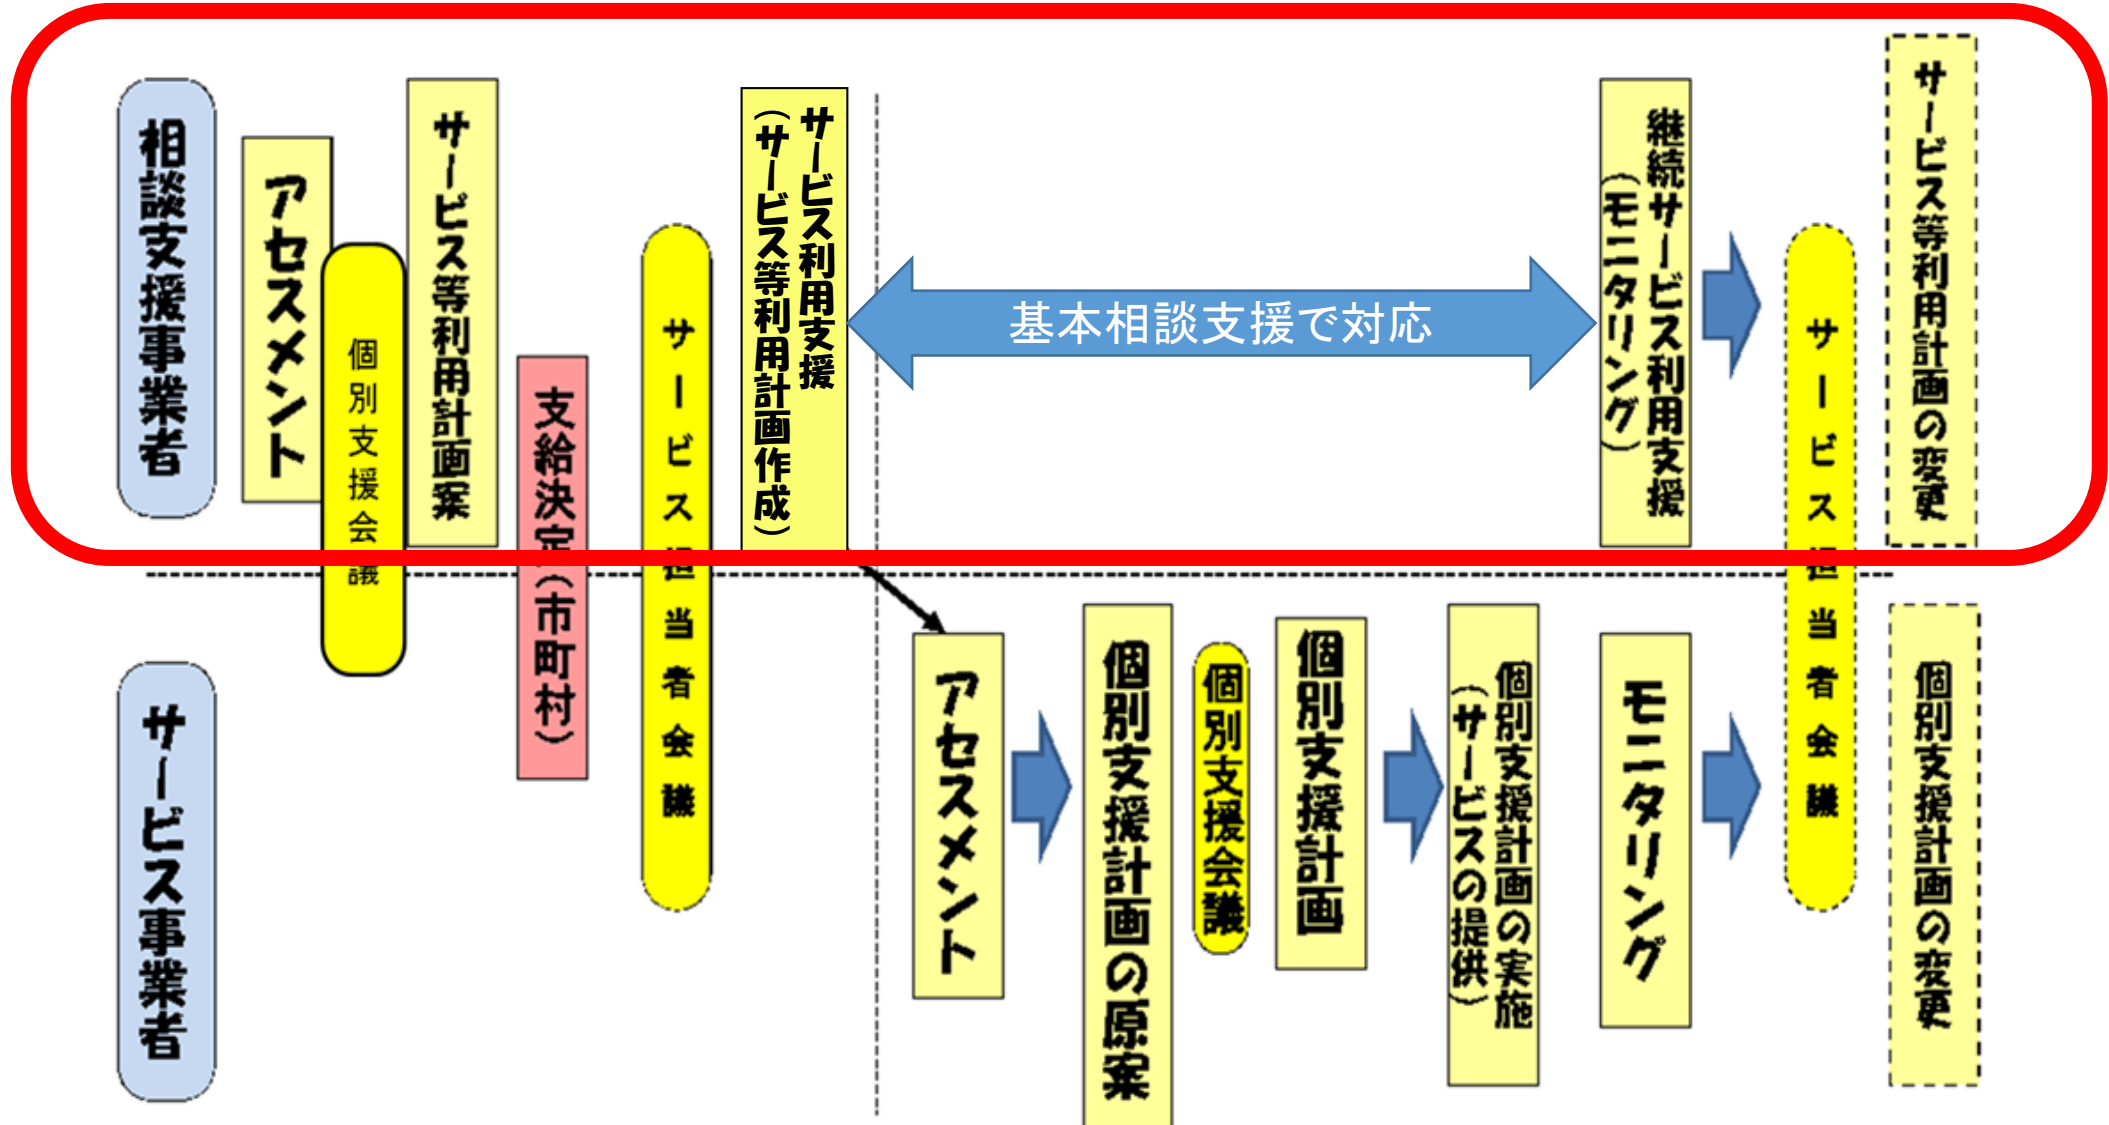 相談支援事業者
アセスメント
個別支援会議
サービス等利用計画案
支給決定(市町村)
サービス担当者会議
サービス利用支援
(サービス等利用計画作成)
基本相談支援で対応
継続サービス利用支援
(モニタリング)
サービス担当者会議
サービス等利用計画の変更
サービス事業者
アセスメント
個別支援計画の原案
個別支援会議
個別支援計画
個別支援計画の実施
(サービスの提供)
モニタリング
個別支援計画の変更